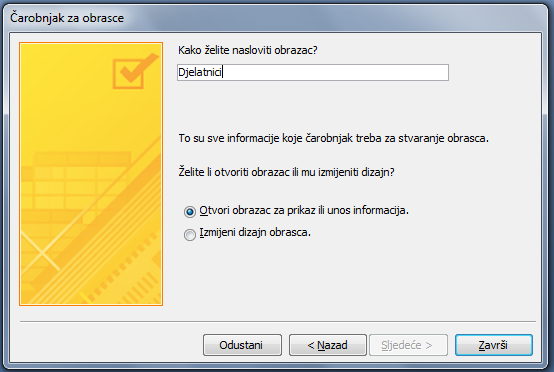 Čarobnjak za obrasce
Kako želite nasloviti obrazac?
Djelatnici
To su sve informacije koje čarobnjak treba za stvaranje obrasca.
Želite li otvoriti obrazac ili mu izmijeniti dizajn?
Otvori obrazac za prikaz ili unos informacija.
Izmijeni dizajn obrasca.
Odustani
< Nazad
Sljedeće >
Završi